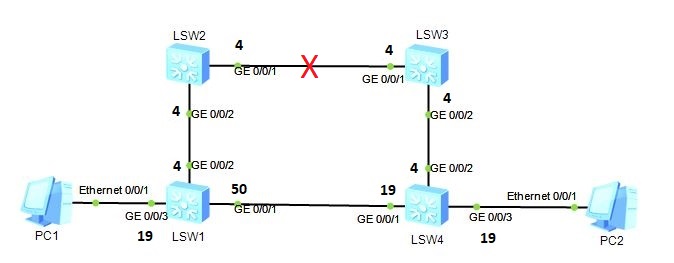 LSW2
4
GE 0/0/1
X
4
GE 0/0/1
LSW3
4
GE 0/0/2
4
GE 0/0/2
4
GE 0/0/2
4
GE 0/0/2
PC1
Ethernet 0/0/1
GE 0/0/3
19
LSW1
50
GE 0/0/1
19
GE 0/0/1
LSW4
GE 0/0/3
19
Ethernet 0/0/1
PC2